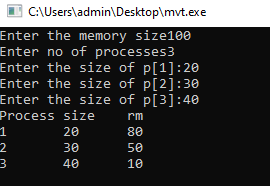 C:\Users\admin\Desktop\mvt.exe
Enter the memory size100
Enter no of processes3
Enter the size of p[1]:20
Enter the size of p[2]:30
Enter the size of p[3]:40
Process size    rm
1       20      80
2       30      50
3       40      10